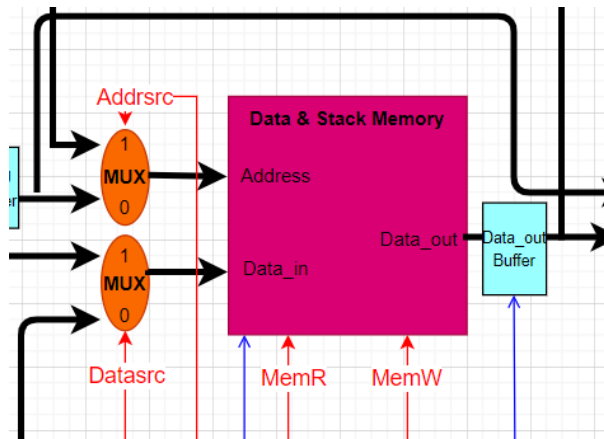 Addrsrc
1
MUX
0
1
MUX
0
Datasrc
Data & Stack Memory
Address
Data_in
Data_out
MemR
MemW
Data_out
Buffer